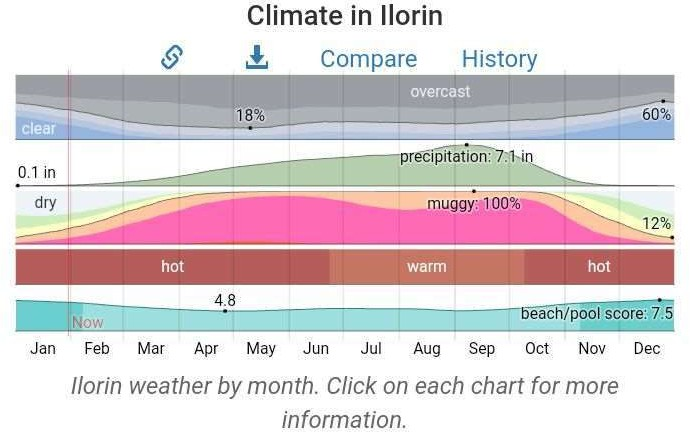 Climate in Ilorin
Compare History
overcast
18%
60%
clear
precipitation: 7.1 in
0.1 in
dry
muggy: 100%
12%
hot warm hot
4.8
beach/pool score: 7.5
Now
Jan Feb Mar Apr May Jun Jul Aug Sep Oct Nov Dec
Ilorin weather by month. Click on each chart for more
information.